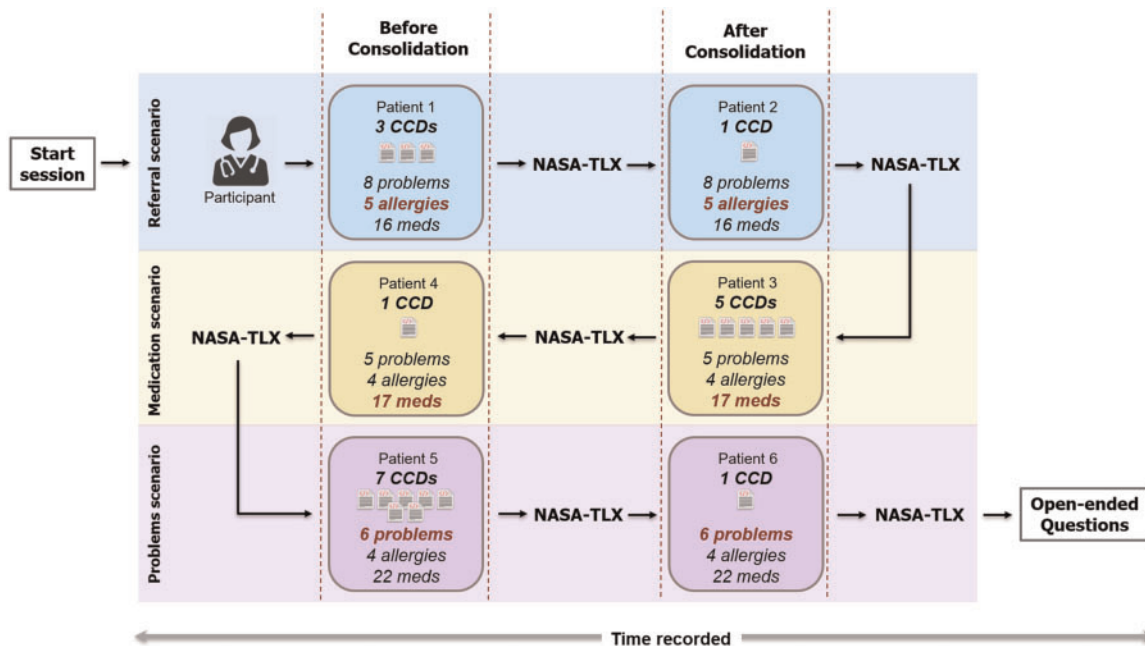 Before
Consolidation
After
Consolidation
Referral scenario
Start
session
Participant
Patient 1
3 CCDs
8 problems
5 allergies
16 meds
NASA-TLX
Patient 2
1 CCD
8 problems
5 allergies
16 meds
NASA-TLX
Medication scenario
Patient 3
5 CCDs
5 problems
4 allergies
17 meds
NASA-TLX
Patient 4
1 CCD
5 problems
4 allergies
17 meds
NASA-TLX
Problems scenario
Patient 5
7 CCDs
6 problems
4 allergies
22 meds
NASA-TLX
Patient 6
1 CCD
6 problems
4 allergies
22 meds
NASA-TLX
Open-ended
Questions
Time recorded